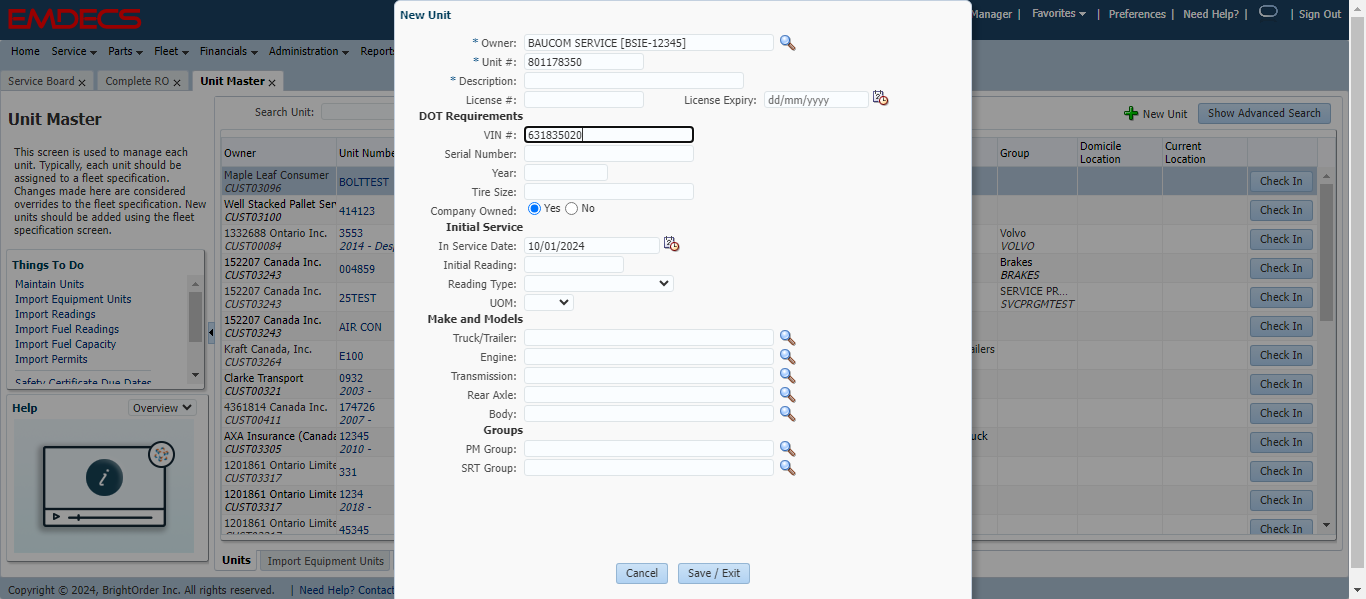 EMDECS
Manager | Favorites | Preferences | Need Help? | | Sign Out
Home Service Parts Fleet Financials Administration Reports
Service Board x Complete RO x Unit Master x
Unit Master
This screen is used to manage each
unit. Typically, each unit should be
assigned to a fleet specification.
Changes made here are considered
overrides to the fleet specification. New
units should be added using the fleet
specification screen.
Things To Do
Maintain Units
Import Equipment Units
Import Readings
Import Fuel Readings
Import Fuel Capacity
Import Permits
Safety Certificate Due Dates
Help Overview
i
Search Unit:
New Unit Show Advanced Search
Owner Unit Numbe Group Domicile Location Current Location
Maple Leaf Consumer CUST03096 BOLTTEST Check In
Well Stacked Pallet Ser CUST03100 414123 Check In
1332688 Ontario Inc. CUST00084 3553 2014 - Des Volvo VOLVO Check In
152207 Canada Inc. CUST03243 004859 Brakes BRAKES Check In
152207 Canada Inc. CUST03243 25TEST SERVICE PR... SVCPRGMTEST Check In
152207 Canada Inc. CUST03243 AIR CON Check In
Kraft Canada, Inc. CUST03264 E100 ailers Check In
Clarke Transport CUST00321 0932 2003 - Check In
4361814 Canada Inc. CUST00411 174726 2007 - Check In
AXA Insurance (Canada CUST03305 12345 2010 - uck Check In
1201861 Ontario Limite CUST03317 331 Check In
1201861 Ontario Limite CUST03317 1234 2018 - Check In
1201861 Ontario Limite CUST03317 45345 Check In
Units Import Equipment Units
Copyright © 2024, BrightOrder Inc. All rights reserved. | Need Help? Contact
New Unit
* Owner: BAUCOM SERVICE [BSIE-12345]
* Unit #: 801178350
* Description:
License #: License Expiry: dd/mm/yyyy
DOT Requirements
VIN #: 631835020
Serial Number:
Year:
Tire Size:
Company Owned: Yes No
Initial Service
In Service Date: 10/01/2024
Initial Reading:
Reading Type:
UOM:
Make and Models
Truck/Trailer:
Engine:
Transmission:
Rear Axle:
Body:
Groups
PM Group:
SRT Group:
Cancel Save / Exit